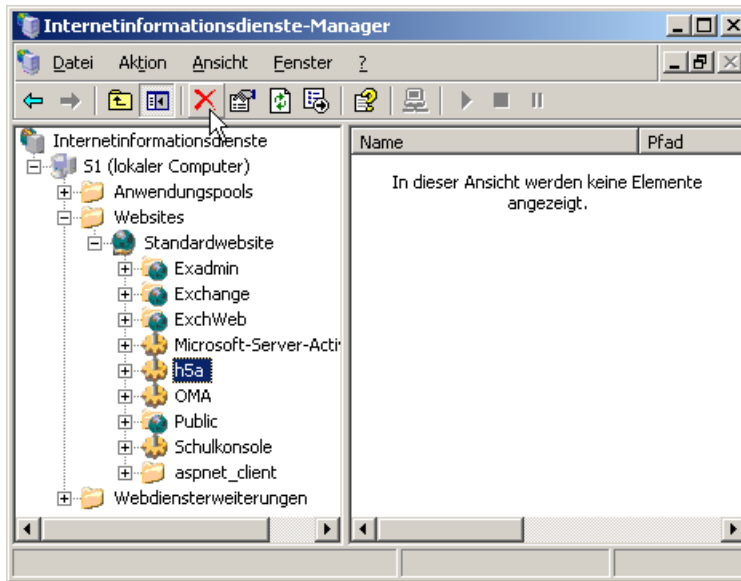 Internetinformationsdienste-Manager
Datei Aktion Ansicht Fenster ?
Internetinformationsdienste
S1 (lokaler Computer)
Anwendungspools
Websites
Standardwebsite
Exadmin
Exchange
ExchWeb
Microsoft-Server-Activ
h5a
OMA
Public
Schulkonsole
aspnet_client
Webdiensterweiterungen
Name Pfad
In dieser Ansicht werden keine Elemente
angezeigt.